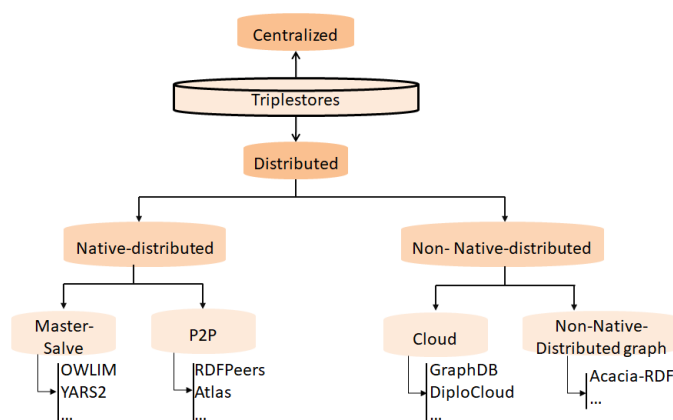 Centralized
Triplestores
Distributed
Native-distributed
Non- Native-distributed
Master-
Salve
P2P
Cloud
Non-Native-
Distributed graph
OWLIM
YARS2
...
RDFPeers
Atlas
...
GraphDB
DiploCloud
...
Acacia-RDF
...